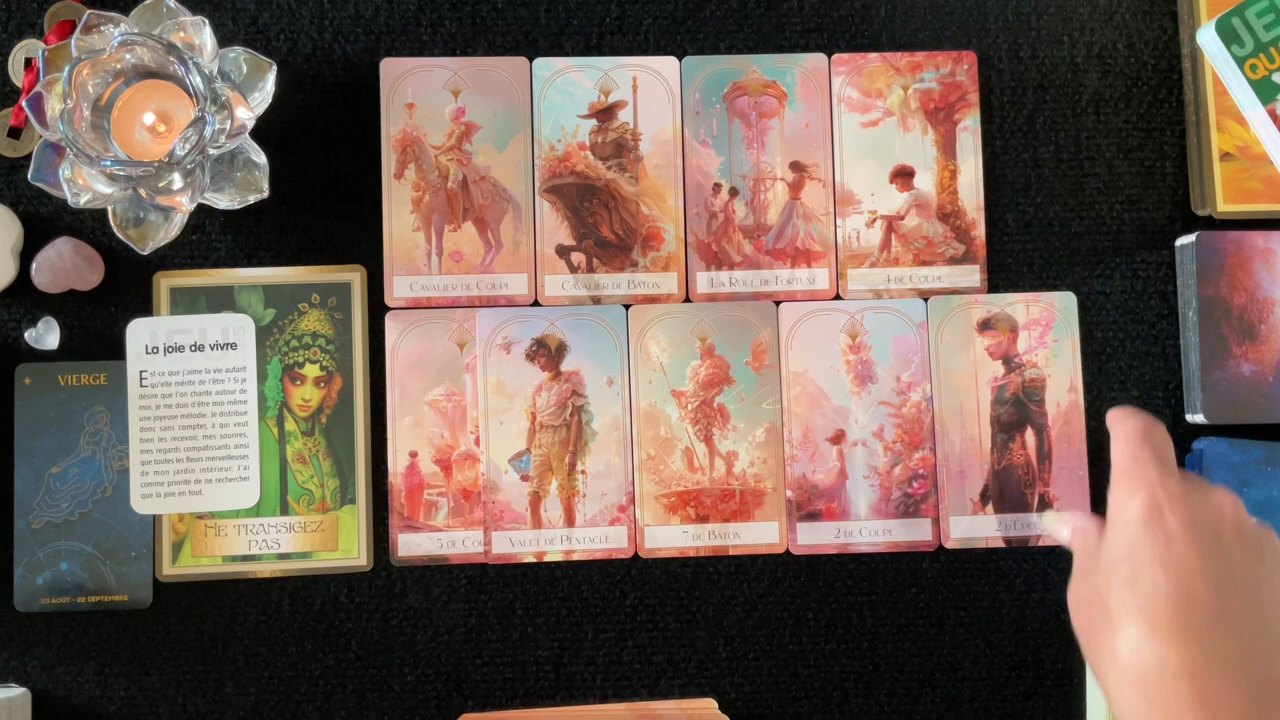 CAVALIER DE COUPE
CAVALIER DE BATON
LA ROUE DE FORTUNE
4 DE COUPE
5 DE COU
VALET DE PENTACLE
7 DE BATON
2 DE COUPE
2 D'ÉPÉE
VIERGE
23 AOÛT - 22 SEPTEMBRE
La joie de vivre
Est-ce que j'aime la vie autant
qu'elle mérite de l'être ? Si je
désire que l'on chante autour de
moi, je me dois d'être moi-même
une joyeuse mélodie. Je distribue
donc sans compter, à qui veut
bien les recevoir, mes sourires,
mes regards compatissants ainsi
que toutes les fleurs merveilleuses
de mon jardin intérieur. J'ai
comme priorité de ne rechercher
que la joie en tout.
NE TRANSIGEZ
PAS
JEU
QU